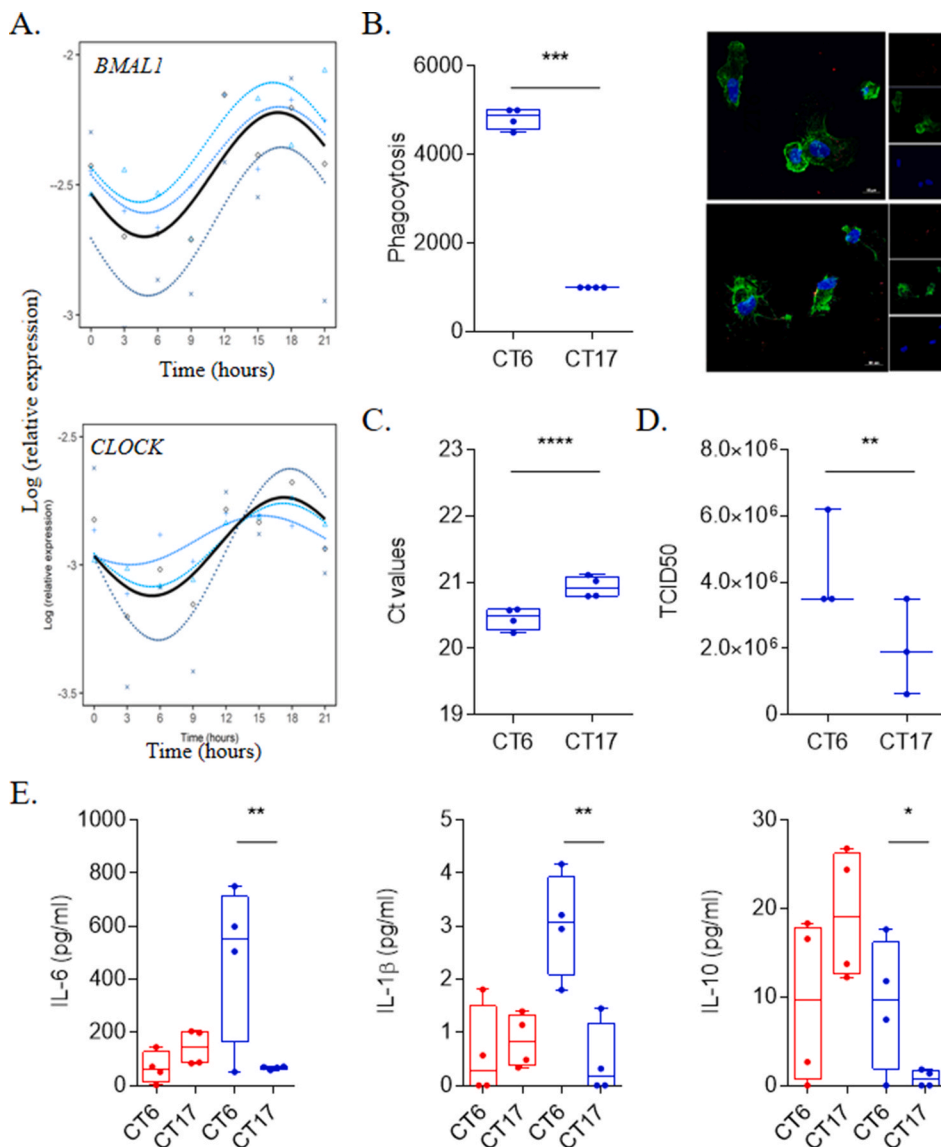 A.
BMAL1
-2
-2.5
-3
0 3 6 9 12 15 18 21
Time (hours)
Log (relative expression)
CLOCK
-2.5
-3.0
-3.5
Log (relative expression)
0 3 6 9 12 15 18 21
Time (hours)
Time (hours)
B.
***
6000
4000
2000
0
Phagocytosis
CT6 CT17
C.
****
23
22
21
20
19
Ct values
CT6 CT17
D.
**
8.0×10⁶
6.0×10⁶
4.0×10⁶
2.0×10⁶
0
TCID50
CT6 CT17
E.
**
1000
800
600
400
200
0
IL-6 (pg/ml)
CT6 CT17 CT6 CT17
**
5
4
3
2
1
0
IL-1β (pg/ml)
CT6 CT17 CT6 CT17
*
30
20
10
0
IL-10 (pg/ml)
CT6 CT17 CT6 CT17